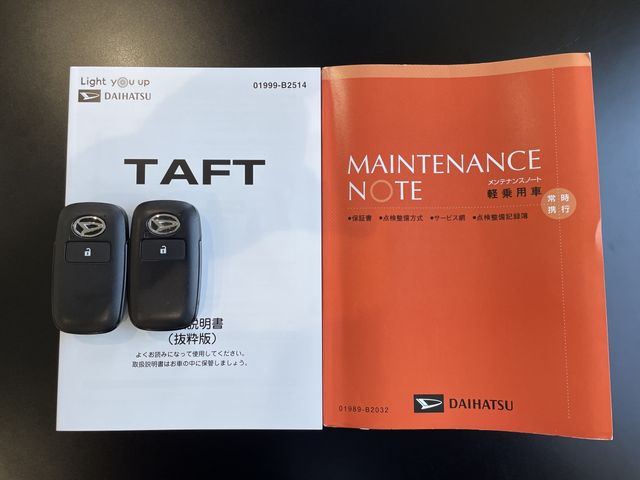 Light you up
DAIHATSU
01999-B2514
TAFT
説明書
(抜粋版)
よくお読みになって使用してください。
取扱説明書はお車の中に保管しましょう。
MAINTENANCE
NOTE
メンテナンスノート
軽乗用車
常時
携行
●保証書 ●点検整備方式 ●サービス網 ●点検整備記録簿
01989-B2032
DAIHATSU